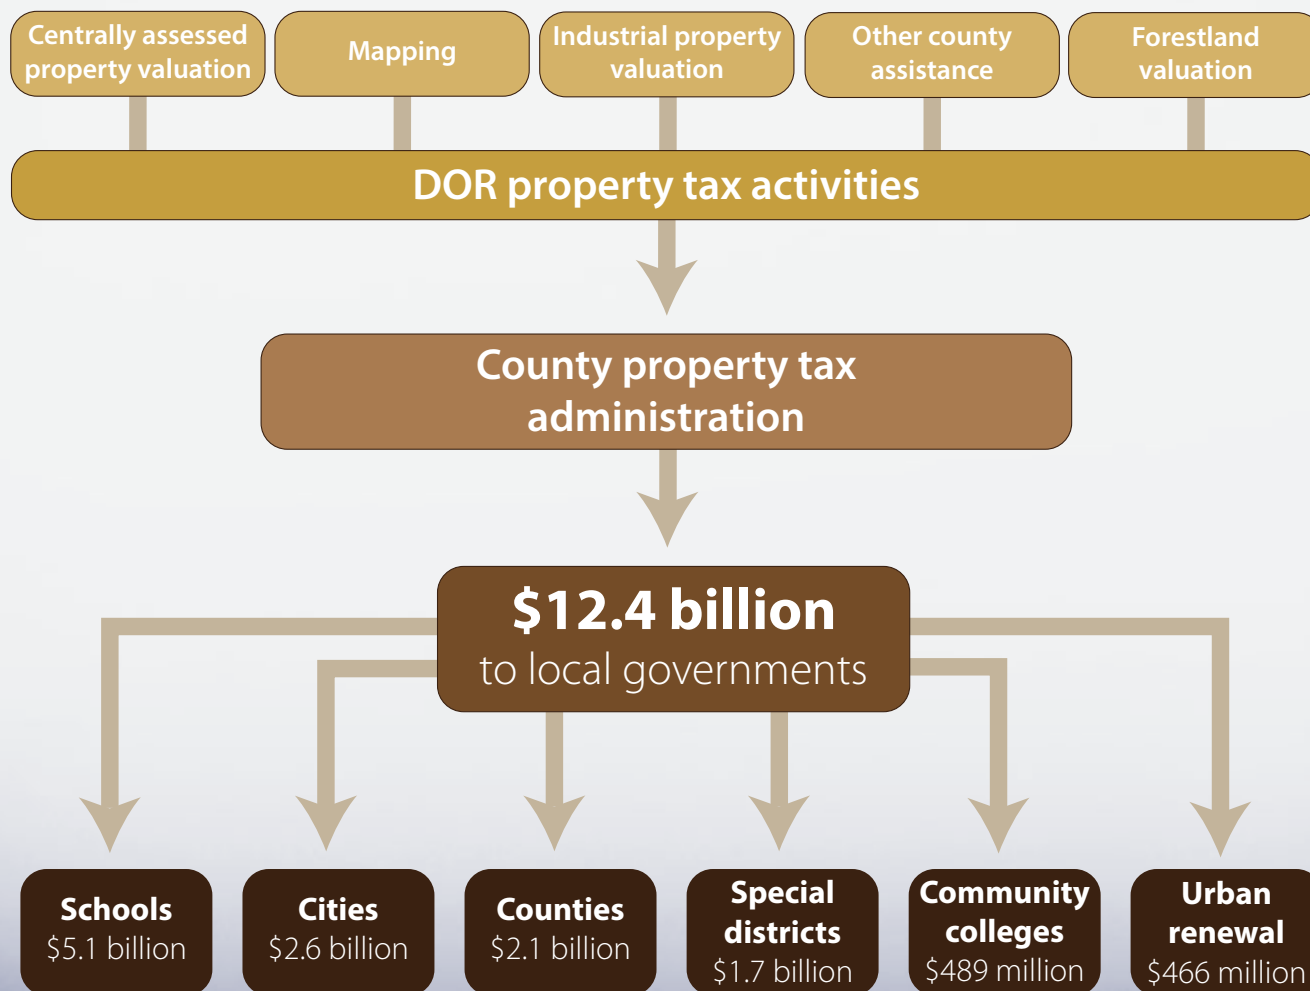 Centrally assessed
property valuation
Mapping
Industrial property
valuation
Other county
assistance
Forestland
valuation
DOR property tax activities
County property tax
administration
$12.4 billion
to local governments
Schools
$5.1 billion
Cities
$2.6 billion
Counties
$2.1 billion
Special
districts
$1.7 billion
Community
colleges
$489 million
Urban
renewal
$466 million